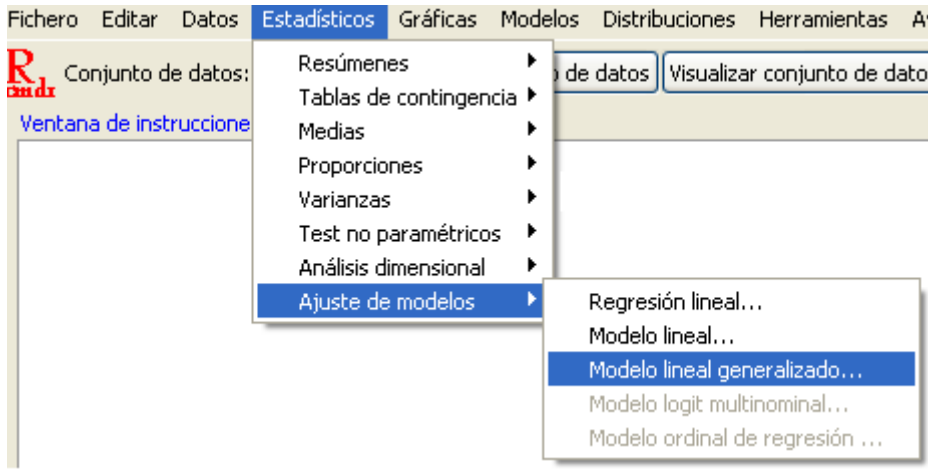 Fichero Editar Datos Estadísticos Gráficas Modelos Distribuciones Herramientas
R
Conjunto de datos: de datos Visualizar conjunto de dato
Ventana de instruccione
Resúmenes
Tablas de contingencia
Medias
Proporciones
Varianzas
Test no paramétricos
Análisis dimensional
Ajuste de modelos
Regresión lineal...
Modelo lineal...
Modelo lineal generalizado...
Modelo logit multinominal...
Modelo ordinal de regresión ...